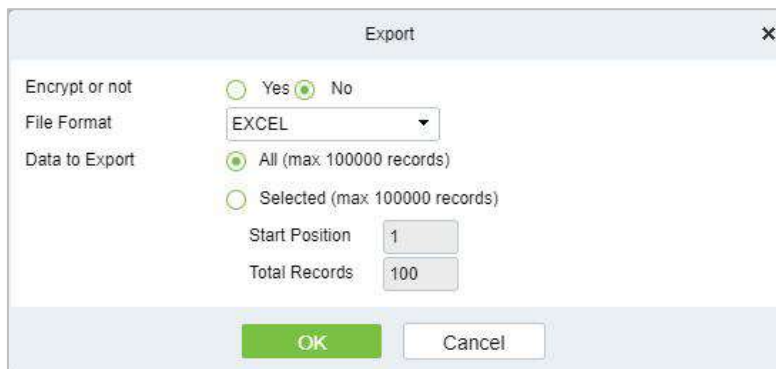 Export
Encrypt or not Yes No
File Format EXCEL
Data to Export All (max 100000 records)
Selected (max 100000 records)
Start Position 1
Total Records 100
OK Cancel